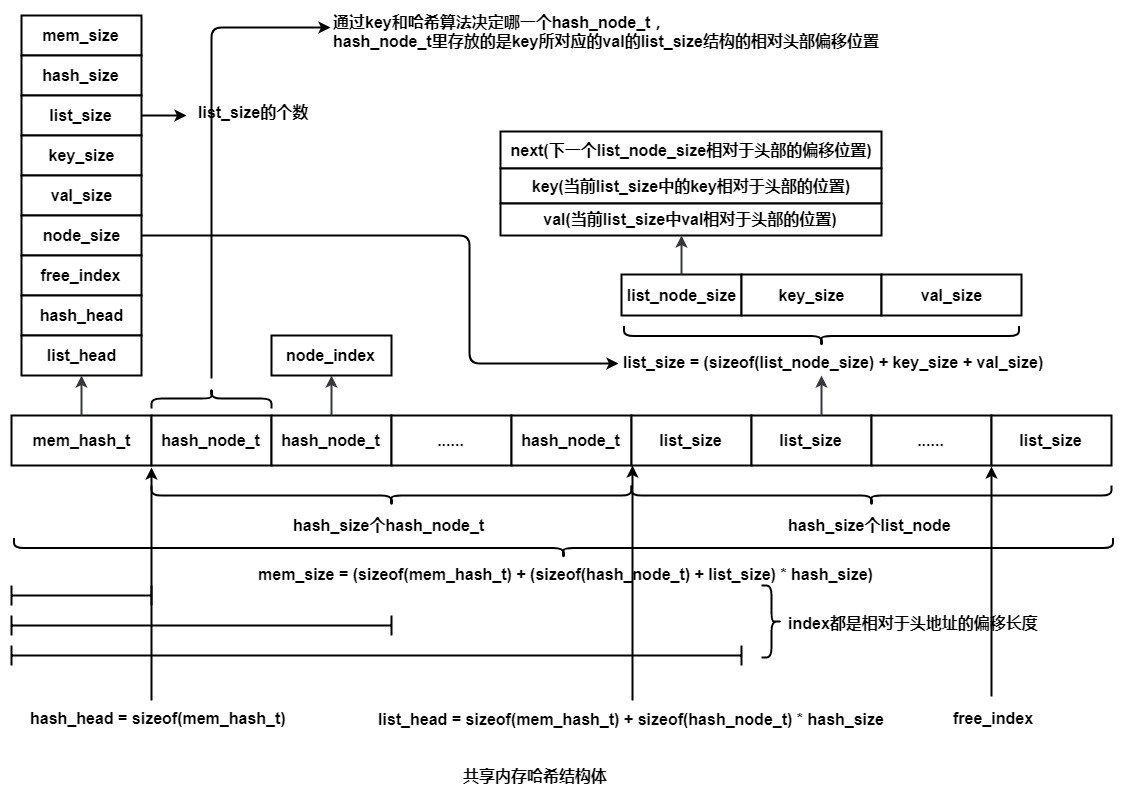 mem_size
hash_size
list_size
key_size
val_size
node_size
free_index
hash_head
list_head
通过key和哈希算法决定哪一个hash_node_t，
hash_node_t里存放的是key所对应的val的list_size结构的相对头部偏移位置
list_size的个数
next(下一个list_node_size相对于头部的偏移位置)
key(当前list_size中的key相对于头部的位置)
val(当前list_size中val相对于头部的位置)
list_node_size
key_size
val_size
node_index
list_size = (sizeof(list_node_size) + key_size + val_size)
mem_hash_t
hash_node_t
hash_node_t
......
hash_node_t
list_size
list_size
......
list_size
hash_size个hash_node_t
hash_size个list_node
mem_size = (sizeof(mem_hash_t) + (sizeof(hash_node_t) + list_size) * hash_size)
index都是相对于头地址的偏移长度
hash_head = sizeof(mem_hash_t)
list_head = sizeof(mem_hash_t) + sizeof(hash_node_t) * hash_size
free_index
共享内存哈希结构体